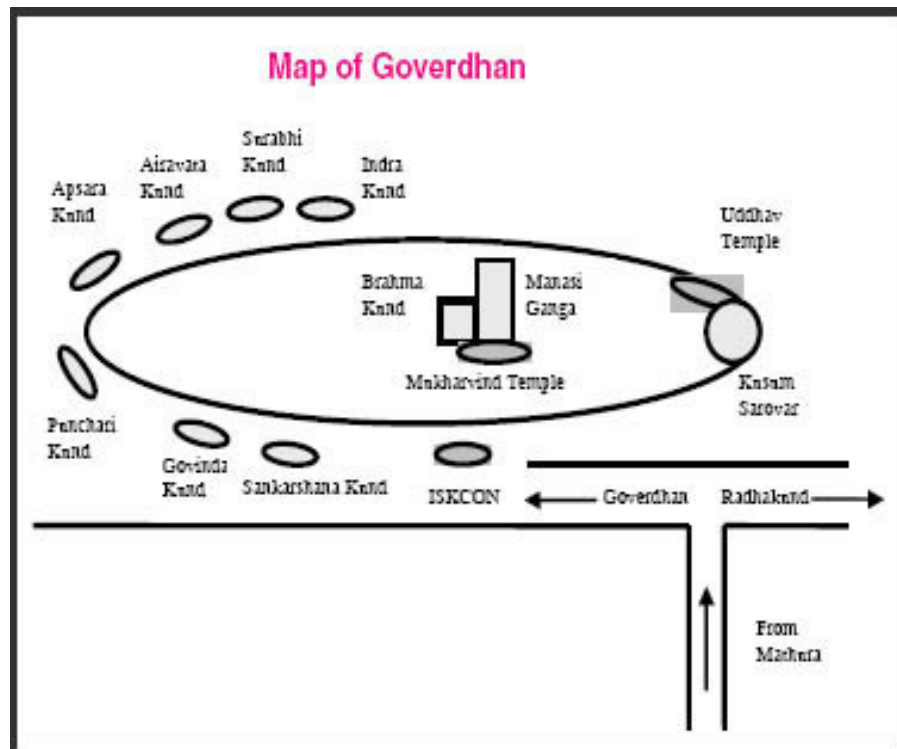 Map of Goverdhan
Surabhi
Kund
Airavara
Kund
Indra
Kund
Apsara
Kund
Uddhav
Temple
Brahma
Kund
Manasi
Ganga
Mukharvind Temple
Kusum
Sarovar
Punchari
Kund
Govinda
Kund
Sankarshana Kund
ISKCON
Goverdhan
Radhakund
From
Mathura